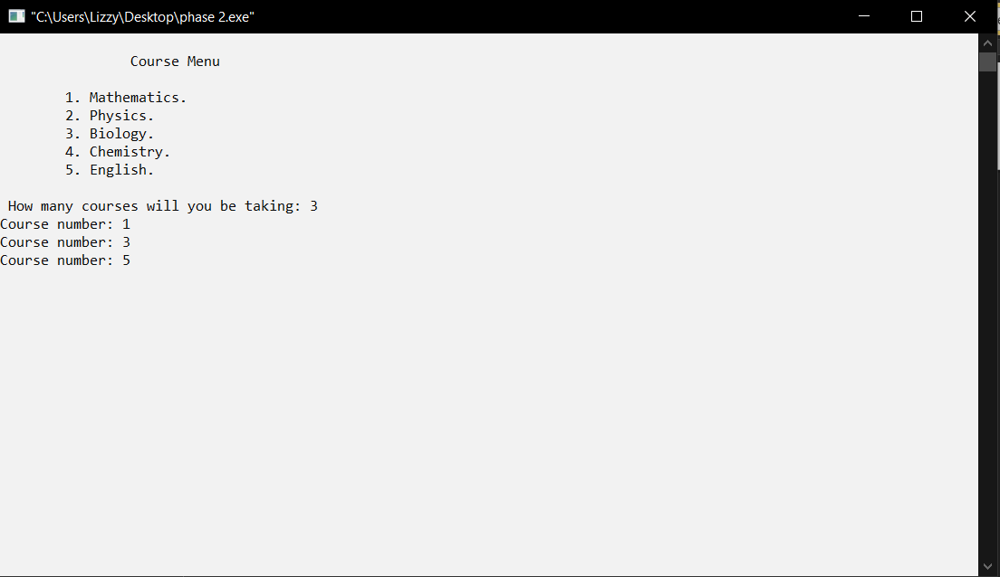 "C:\Users\Lizzy\Desktop\phase 2.exe"
Course Menu
1. Mathematics.
2. Physics.
3. Biology.
4. Chemistry.
5. English.
How many courses will you be taking: 3
Course number: 1
Course number: 3
Course number: 5